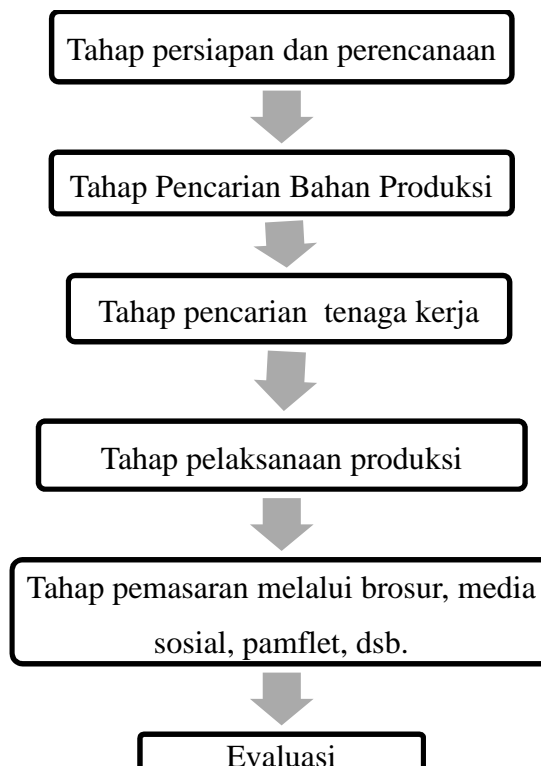 Tahap persiapan dan perencanaan
Tahap Pencarian Bahan Produksi
Tahap pencarian  tenaga kerja
Tahap pelaksanaan produksi
Tahap pemasaran melalui brosur, media
sosial, pamflet, dsb.
Evaluasi